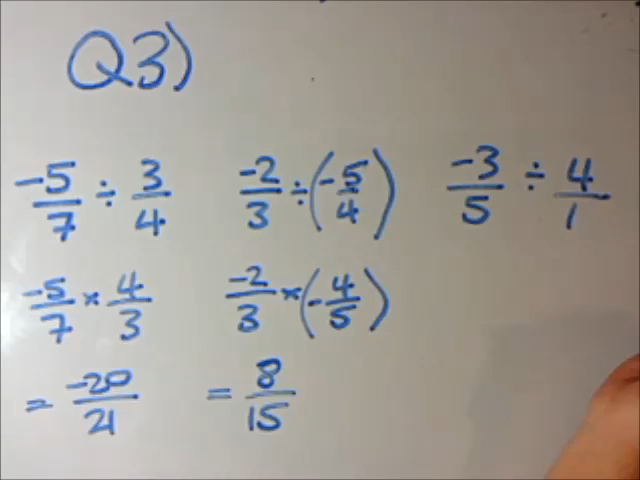 Q3)
-5/7 ÷ 3/4
-5/7 × 4/3
= -20/21
-2/3 ÷ (-5/4)
-2/3 × (-4/5)
= 8/15
-3/5 ÷ 4/1